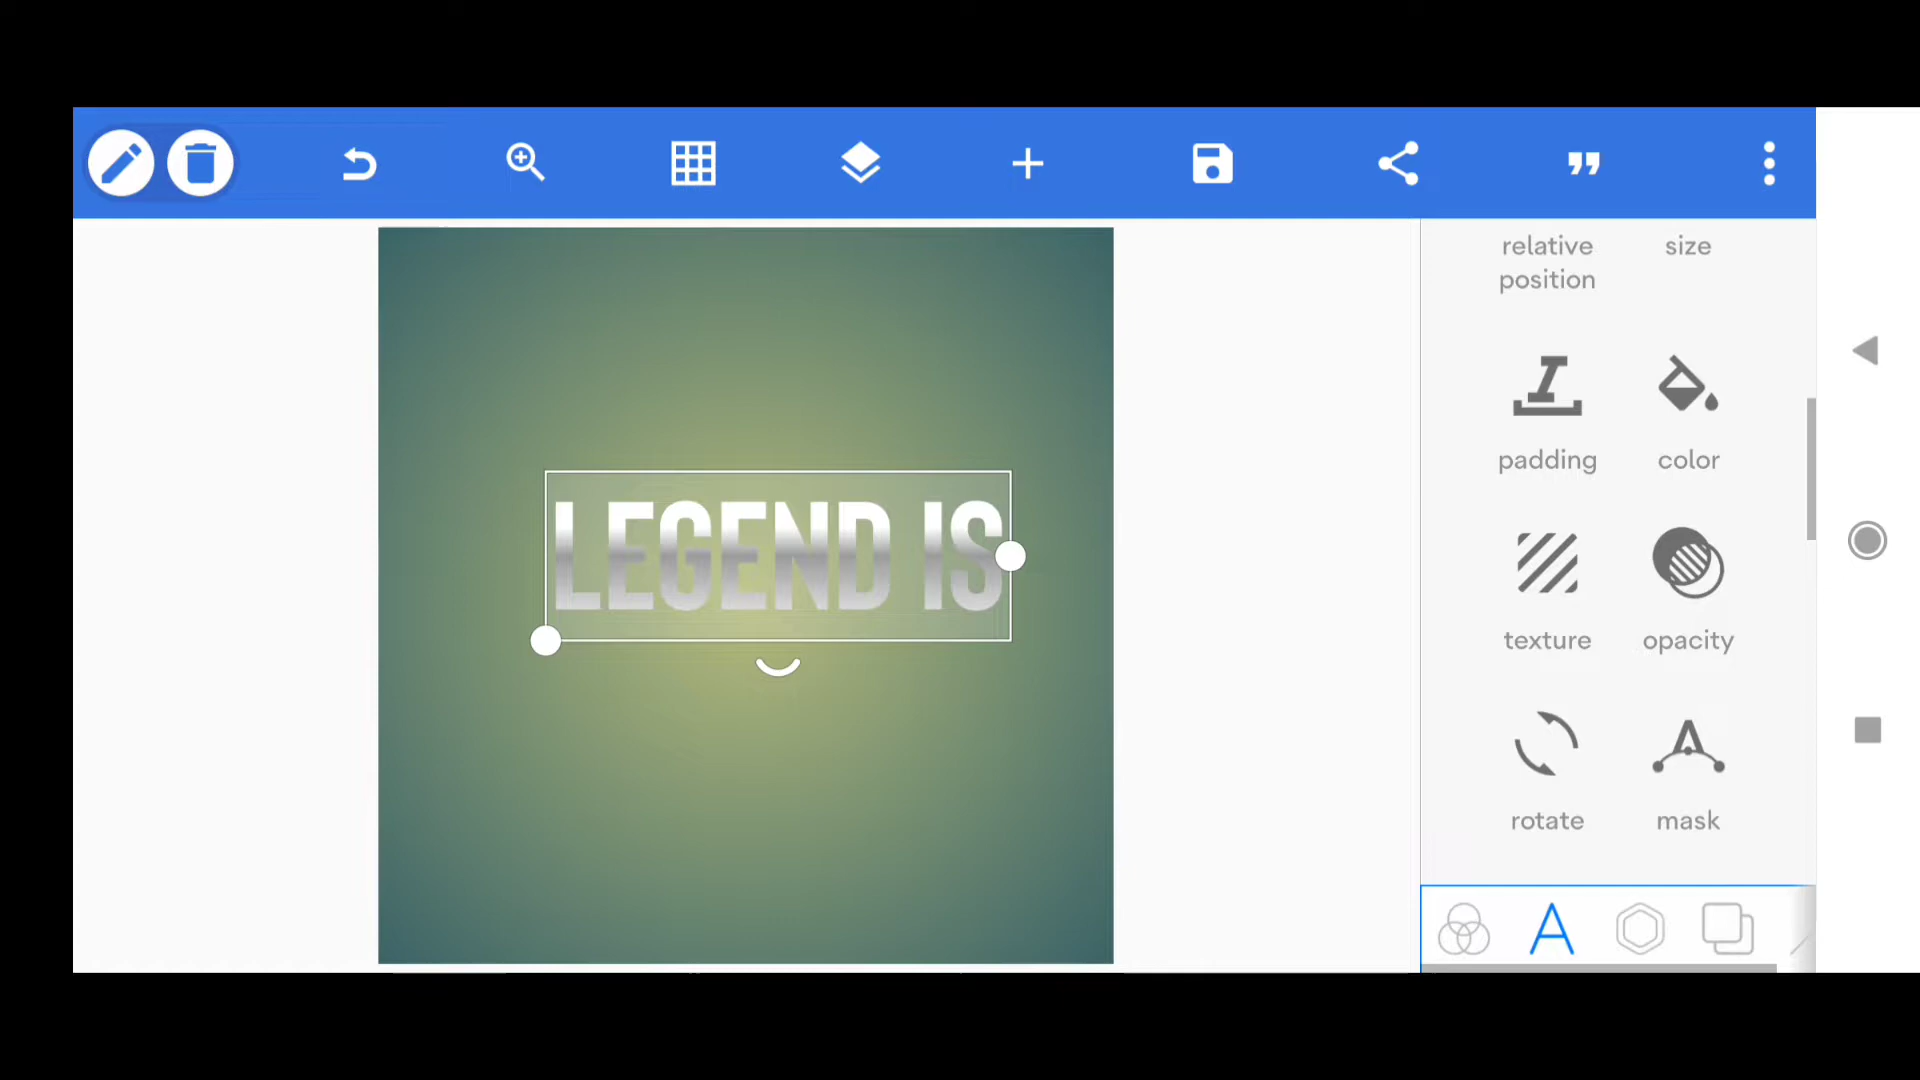 relative
position
size
LEGEND IS
padding
color
texture
opacity
rotate
mask